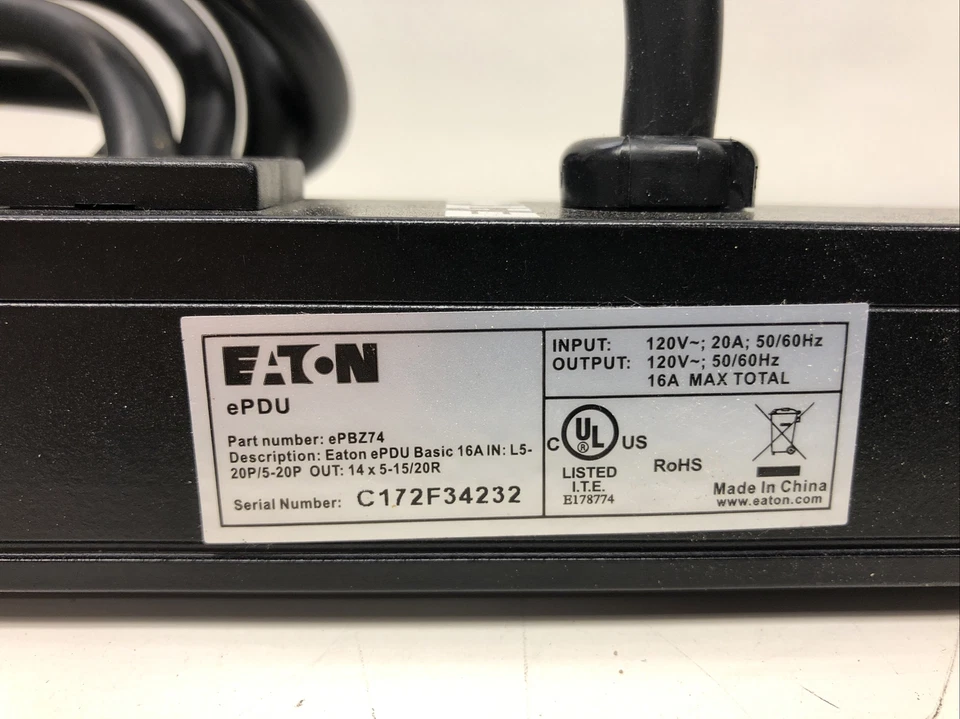 EATON
ePDU
Part number: ePBZ74
Description: Eaton ePDU Basic 16A IN: L5-
20P/5-20P OUT: 14 x 5-15/20R
Serial Number: C172F34232
INPUT: 120V~; 20A; 50/60Hz
OUTPUT: 120V~; 50/60Hz
16A MAX TOTAL
C UL US
LISTED
I.T.E.
E178774
RoHS
Made In China
www.eaton.com